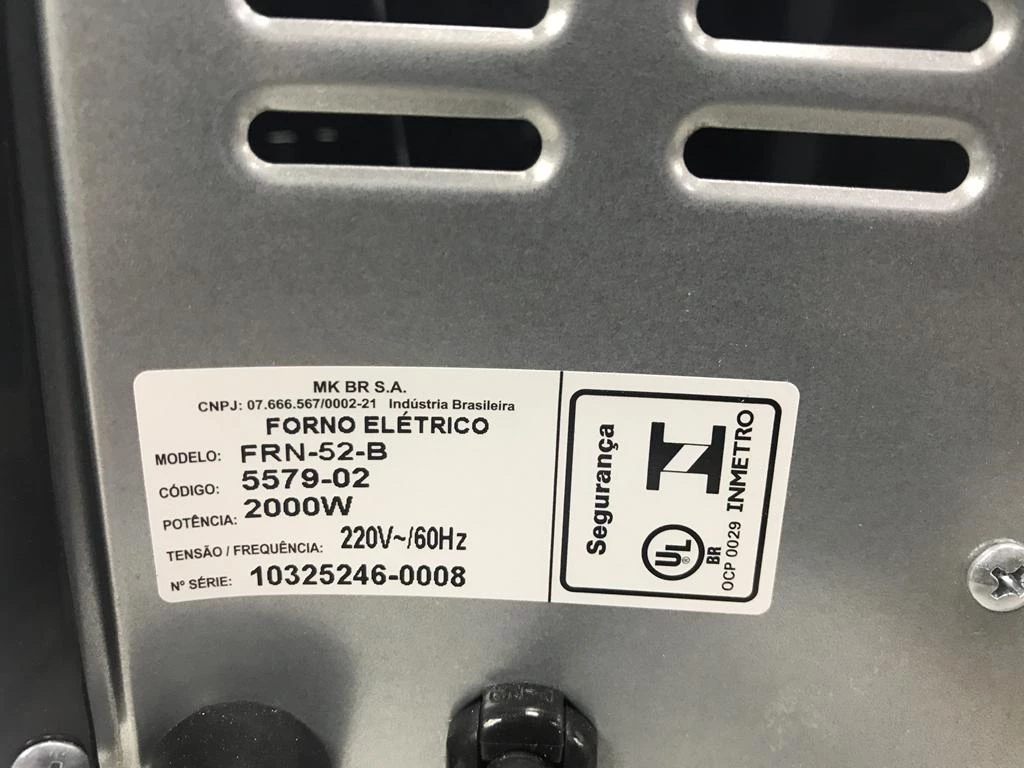 MK BR S.A.
CNPJ: 07.666.567/0002-21 Indústria Brasileira
FORNO ELÉTRICO
MODELO: FRN-52-B
CÓDIGO: 5579-02
POTÊNCIA: 2000W
TENSÃO / FREQUÊNCIA: 220V~/60Hz
Nº SÉRIE: 10325246-0008
Segurança
UL
BR
OCP 0029
INMETRO